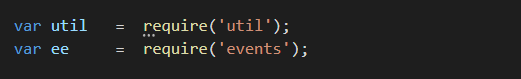 var util   =  require('util');
var ee     =  require('events');